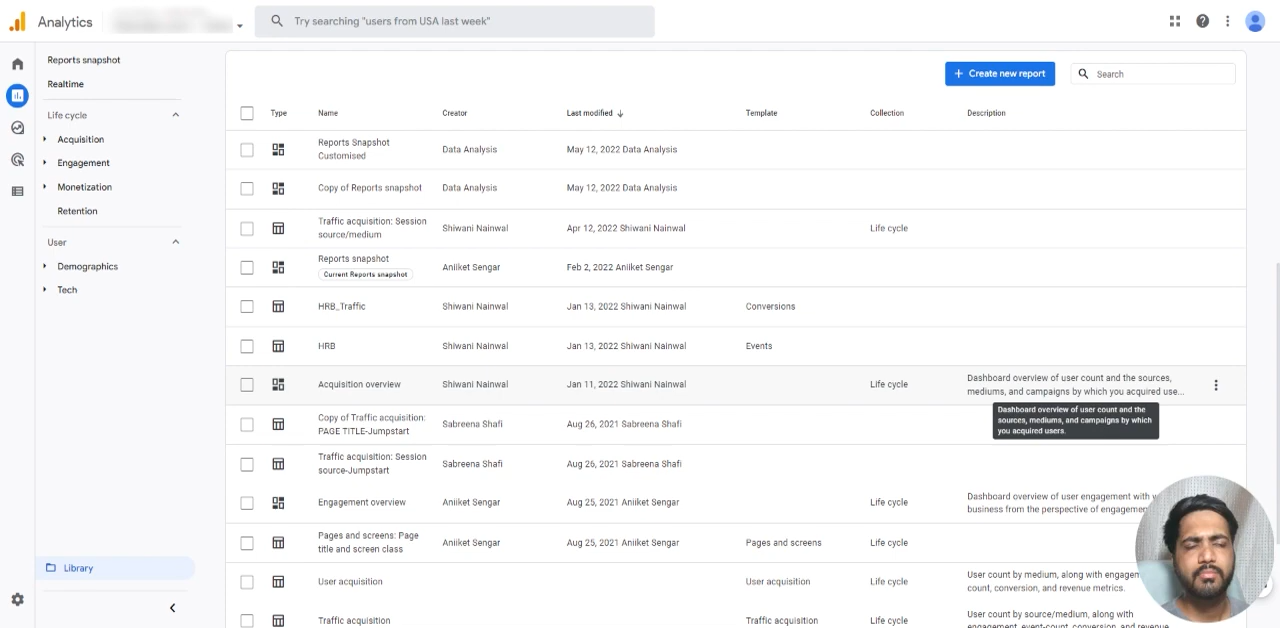 Analytics
Try searching "users from USA last week"
Reports snapshot
Realtime
Life cycle
Acquisition
Engagement
Monetization
Retention
User
Demographics
Tech
Library
+ Create new report
Search
Type Name Creator Last modified Template Collection Description
Reports Snapshot
Customised
Data Analysis May 12, 2022 Data Analysis
Copy of Reports snapshot Data Analysis May 12, 2022 Data Analysis
Traffic acquisition: Session
source/medium
Shiwani Nainwal Apr 12, 2022 Shiwani Nainwal Life cycle
Reports snapshot
Current Reports snapshot
Aniiket Sengar Feb 2, 2022 Aniiket Sengar
HRB_Traffic Shiwani Nainwal Jan 13, 2022 Shiwani Nainwal Conversions
HRB Shiwani Nainwal Jan 13, 2022 Shiwani Nainwal Events
Acquisition overview Shiwani Nainwal Jan 11, 2022 Shiwani Nainwal Life cycle
Dashboard overview of user count and the sources,
mediums, and campaigns by which you acquired use...
Dashboard overview of user count and the
sources, mediums, and campaigns by which
you acquired users.
Copy of Traffic acquisition:
PAGE TITLE-Jumpstart
Sabreena Shafi Aug 26, 2021 Sabreena Shafi
Traffic acquisition: Session
source-Jumpstart
Sabreena Shafi Aug 26, 2021 Sabreena Shafi
Engagement overview Aniiket Sengar Aug 25, 2021 Aniiket Sengar Life cycle
Dashboard overview of user engagement with
business from the perspective of
Pages and screens: Page
title and screen class
Aniiket Sengar Aug 25, 2021 Aniiket Sengar Pages and screens Life cycle
User acquisition User acquisition Life cycle
User count by medium, along with
count, conversion, and revenue metrics.
Traffic acquisition Traffic acquisition Life cycle
User count by source/medium, along with
engagement, event-count, conversion, and revenue